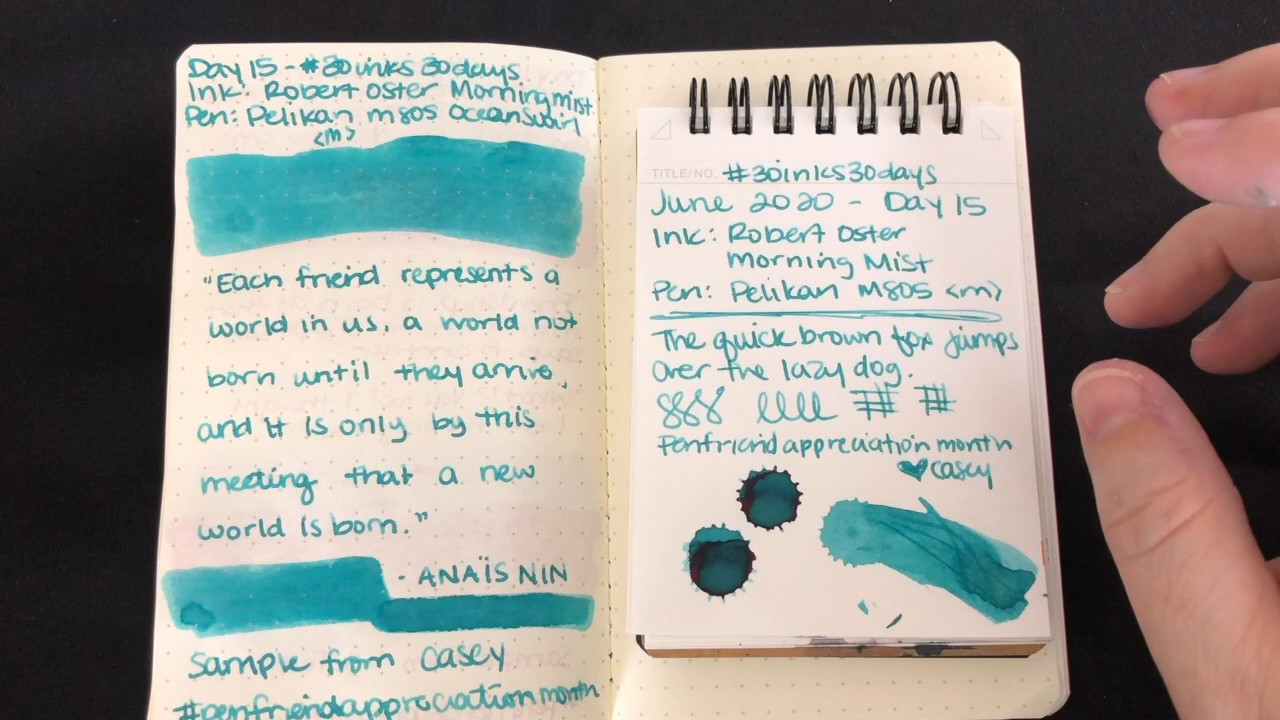 Day 15 - #30inks30days
Ink: Robert Oster Morning mist
Pen: Pelikan m805 Ocean Swirl
<m>
"Each friend represents a
world in us, a world not
born until they arrive,
and it is only by this
meeting that a new
world is born."
- ANAÏS NIN
Sample from Casey
#penfriendappreciationmonth
TITLE/NO. #30inks30days
June 2020 - Day 15
Ink: Robert Oster
morning Mist
Pen: Pelikan M805 <m>
The quick brown fox jumps
over the lazy dog.
888 llll # #
Penfriend appreciation month
♥ casey